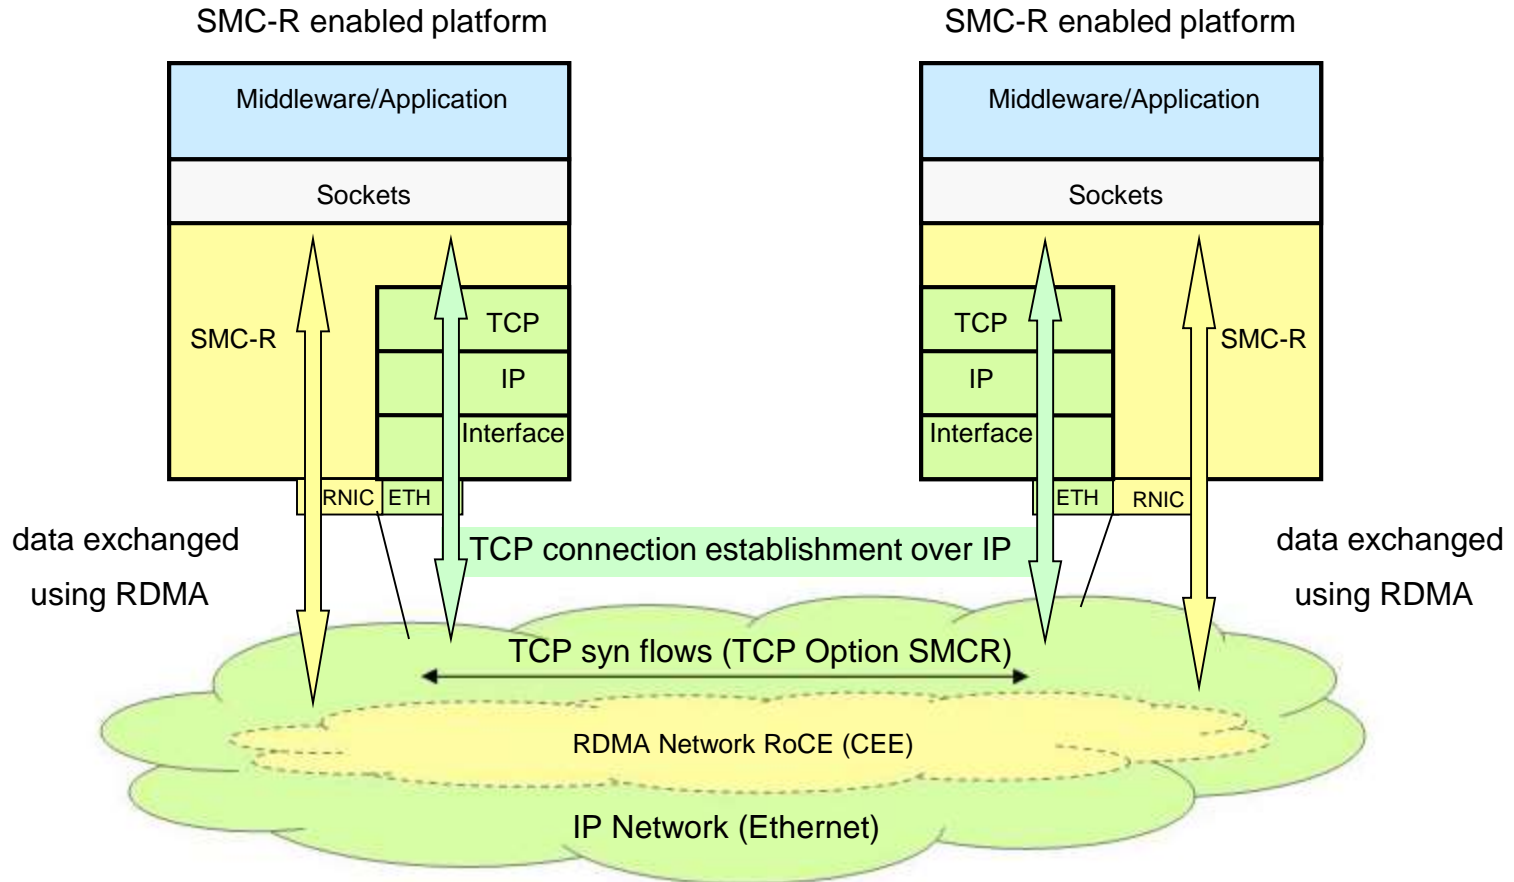 SMC-R enabled platform
SMC-R enabled platform
Middleware/Application
Middleware/Application
Sockets
Sockets
SMC-R
TCP
IP
Interface
TCP
IP
Interface
SMC-R
RNIC
ETH
ETH
RNIC
data exchanged
using RDMA
TCP connection establishment over IP
data exchanged
using RDMA
TCP syn flows (TCP Option SMCR)
RDMA Network RoCE (CEE)
IP Network (Ethernet)